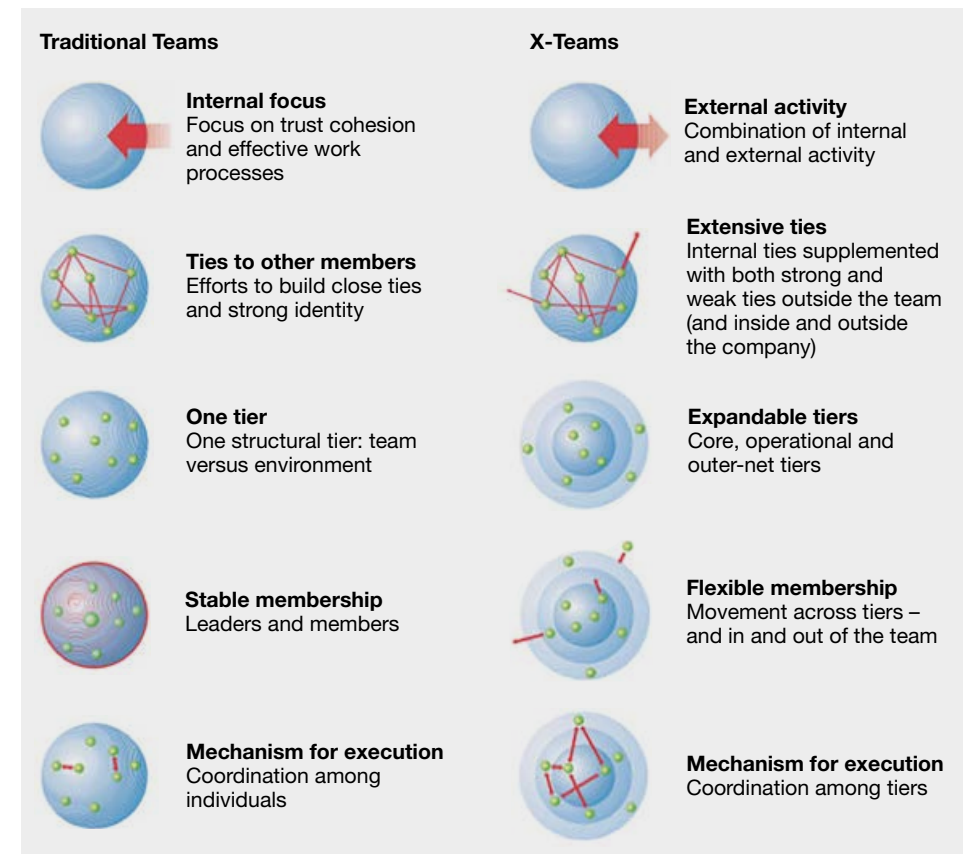 Traditional Teams
Internal focus
Focus on trust cohesion
and effective work
processes
Ties to other members
Efforts to build close ties
and strong identity
One tier
One structural tier: team
versus environment
Stable membership
Leaders and members
Mechanism for execution
Coordination among
individuals
X-Teams
External activity
Combination of internal
and external activity
Extensive ties
Internal ties supplemented
with both strong and
weak ties outside the team
(and inside and outside
the company)
Expandable tiers
Core, operational and
outer-net tiers
Flexible membership
Movement across tiers –
and in and out of the team
Mechanism for execution
Coordination among tiers